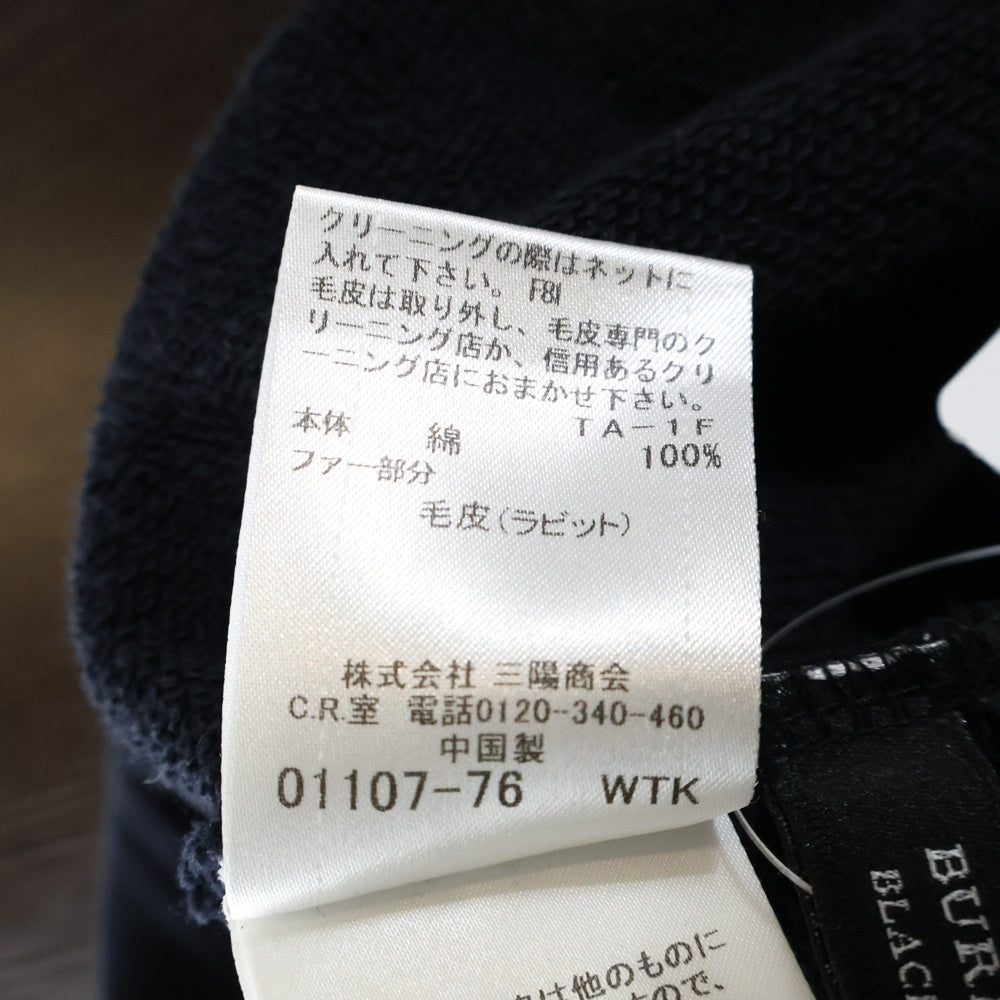 クリーニングの際はネットに
入れて下さい。 F8I
毛皮は取り外し、毛皮専門のク
リーニング店か、信用あるクリ
ーニング店におまかせ下さい。
TA-1F
本体 綿 100%
ファー部分
毛皮(ラビット)
株式会社 三陽商会
C.R.室 電話0120-340-460
中国製
01107-76 WTK
は他のものに
ので、
BUR
BLAC